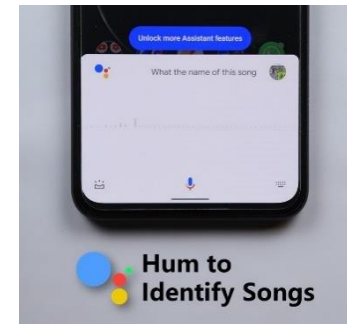 Unlock more Assistant features
What the name of this song
Hum to
Identify Songs